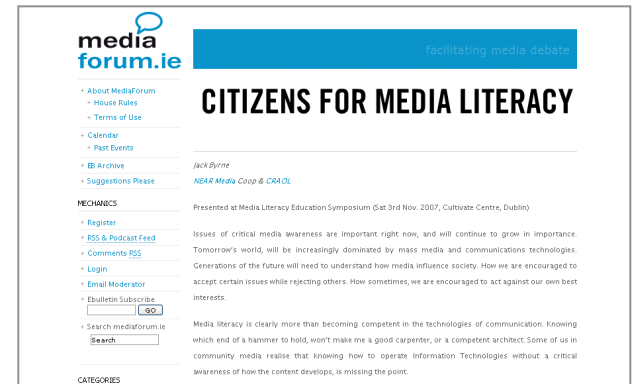 media
forum.ie
facilitating media debate
+ About MediaForum
+ House Rules
+ Terms of Use
+ Calendar
+ Past Events
+ EB Archive
+ Suggestions Please
MECHANICS
+ Register
+ RSS & Podcast Feed
+ Comments RSS
+ Login
+ Email Moderator
+ Ebulletin Subscribe
GO
+ Search mediaforum.ie
Search
CATEGORIES
CITIZENS FOR MEDIA LITERACY
Jack Byrne
NEAR Media Coop & CRAOL
Presented at Media Literacy Education Symposium (Sat 3rd Nov. 2007, Cultivate Centre, Dublin)
Issues of critical media awareness are important right now, and will continue to grow in importance.
Tomorrow's world, will be increasingly dominated by mass media and communications technologies.
Generations of the future will need to understand how media influence society. How we are encouraged to
accept certain issues while rejecting others. How sometimes, we are encouraged to act against our own best
interests.
Media literacy is clearly more than becoming competent in the technologies of communication. Knowing
which end of a hammer to hold, won't make me a good carpenter, or a competent architect. Some of us in
community media realise that knowing how to operate Information Technologies without a critical
awareness of how the content develops, is missing the point.